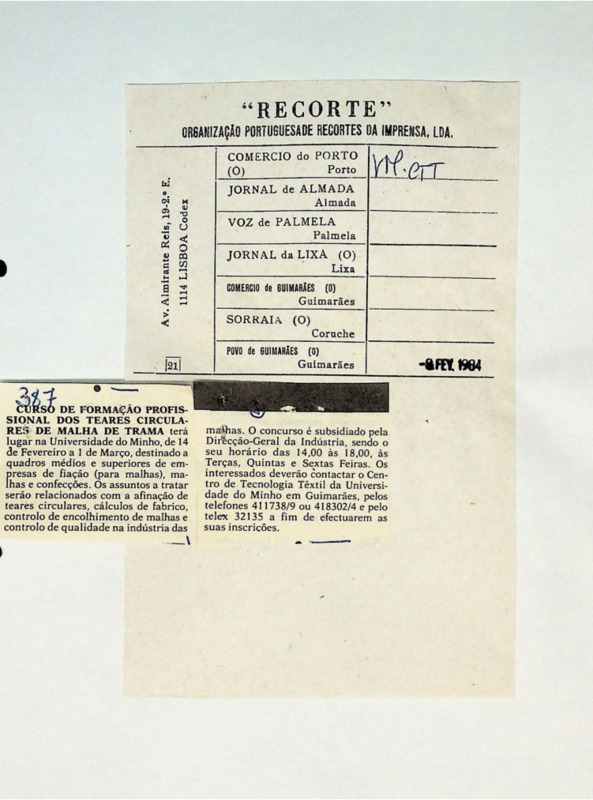 “RECORTE”
ORGANIZAÇÃO PORTUGUESADE RECORTES DA IMPRENSA, LDA.
Av. Almirante Reis, 19-2.º E.
1114 LISBOA Codex
21
COMERCIO do PORTO
(O) Porto
JORNAL de ALMADA
Almada
VOZ de PALMELA
Palmela
JORNAL da LIXA (O)
Lixa
COMERCIO de GUIMARÃES (O)
Guimarães
SORRAIA (O)
Coruche
POVO de GUIMARÃES (O)
Guimarães
FEV. 1984
387
CURSO DE FORMAÇÃO PROFIS-
SIONAL DOS TEARES CIRCULA-
RES DE MALHA DE TRAMA terá
lugar na Universidade do Minho, de 14
de Fevereiro a 1 de Março, destinado a
quadros médios e superiores de em-
presas de fiação (para malhas), ma-
lhas e confecções. Os assuntos a tratar
serão relacionados com a afinação de
teares circulares, cálculos de fabrico,
controlo de encolhimento de malhas e
controlo de qualidade na indústria das
malhas. O concurso é subsidiado pela
Direcção-Geral da Indústria, sendo o
seu horário das 14,00 às 18,00, às
Terças, Quintas e Sextas Feiras. Os
interessados deverão contactar o Cen-
tro de Tecnologia Têxtil da Universi-
dade do Minho em Guimarães, pelos
telefones 411738/9 ou 418302/4 e pelo
telex 32135 a fim de efectuarem as
suas inscrições.